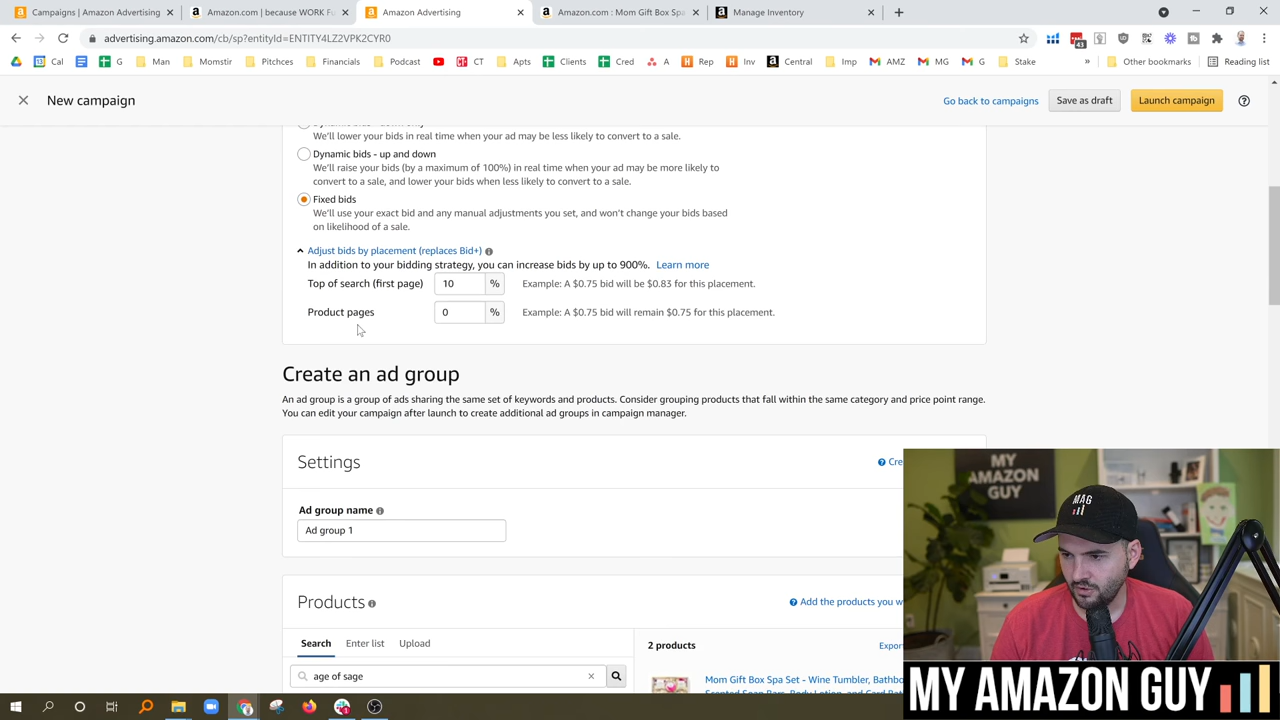 Campaigns | Amazon Advertising
Amazon.com | because WORK Fu
Amazon Advertising
Amazon.com : Mom Gift Box Spa
Manage Inventory
advertising.amazon.com/cb/sp?entityId=ENTITY4LZ2VPK2CYR0
43
Cal
G
Man
Momstir
Pitchces
Financials
Podcast
CT
Apts
Clients
Cred
A
Rep
Inv
Central
Imp
AMZ
MG
G
Stake
»
Other bookmarks
Reading list
New campaign
Go back to campaigns
Save as draft
Launch campaign
We'll lower your bids in real time when your ad may be less likely to convert to a sale.
Dynamic bids - up and down
We'll raise your bids (by a maximum of 100%) in real time when your ad may be more likely to
convert to a sale, and lower your bids when less likely to convert to a sale.
Fixed bids
We'll use your exact bid and any manual adjustments you set, and won't change your bids based
on likelihood of a sale.
Adjust bids by placement (replaces Bid+)
In addition to your bidding strategy, you can increase bids by up to 900%. Learn more
Top of search (first page) 10 % Example: A $0.75 bid will be $0.83 for this placement.
Product pages 0 % Example: A $0.75 bid will remain $0.75 for this placement.
Create an ad group
An ad group is a group of ads sharing the same set of keywords and products. Consider grouping products that fall within the same category and price point range.
You can edit your campaign after launch to create additional ad groups in campaign manager.
Settings
Cre
Ad group name
Ad group 1
Products
Add the products you w
Search
Enter list
Upload
2 products
Export
age of sage
Mom Gift Box Spa Set - Wine Tumbler, Bathbo
MY
AMAZON
GUY
MAG
MY AMAZON GUY